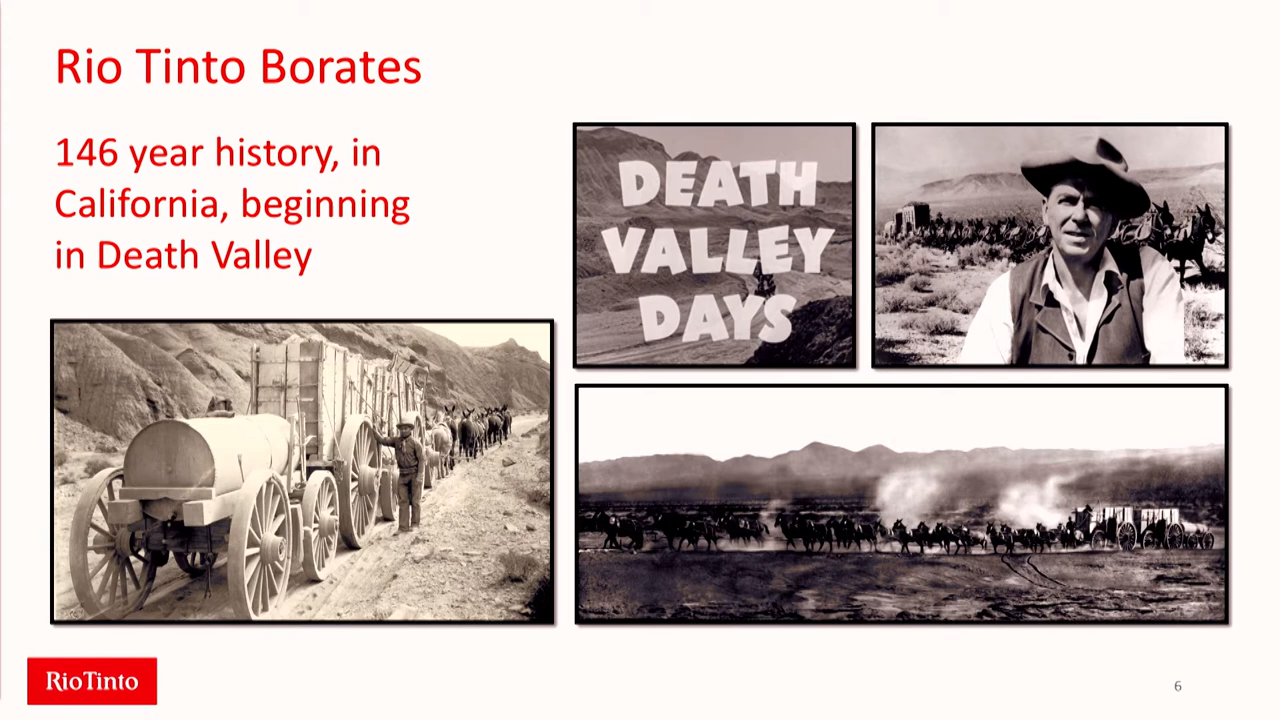 Rio Tinto Borates
146 year history, in
California, beginning
in Death Valley
DEATH
VALLEY
DAYS
RioTinto
6